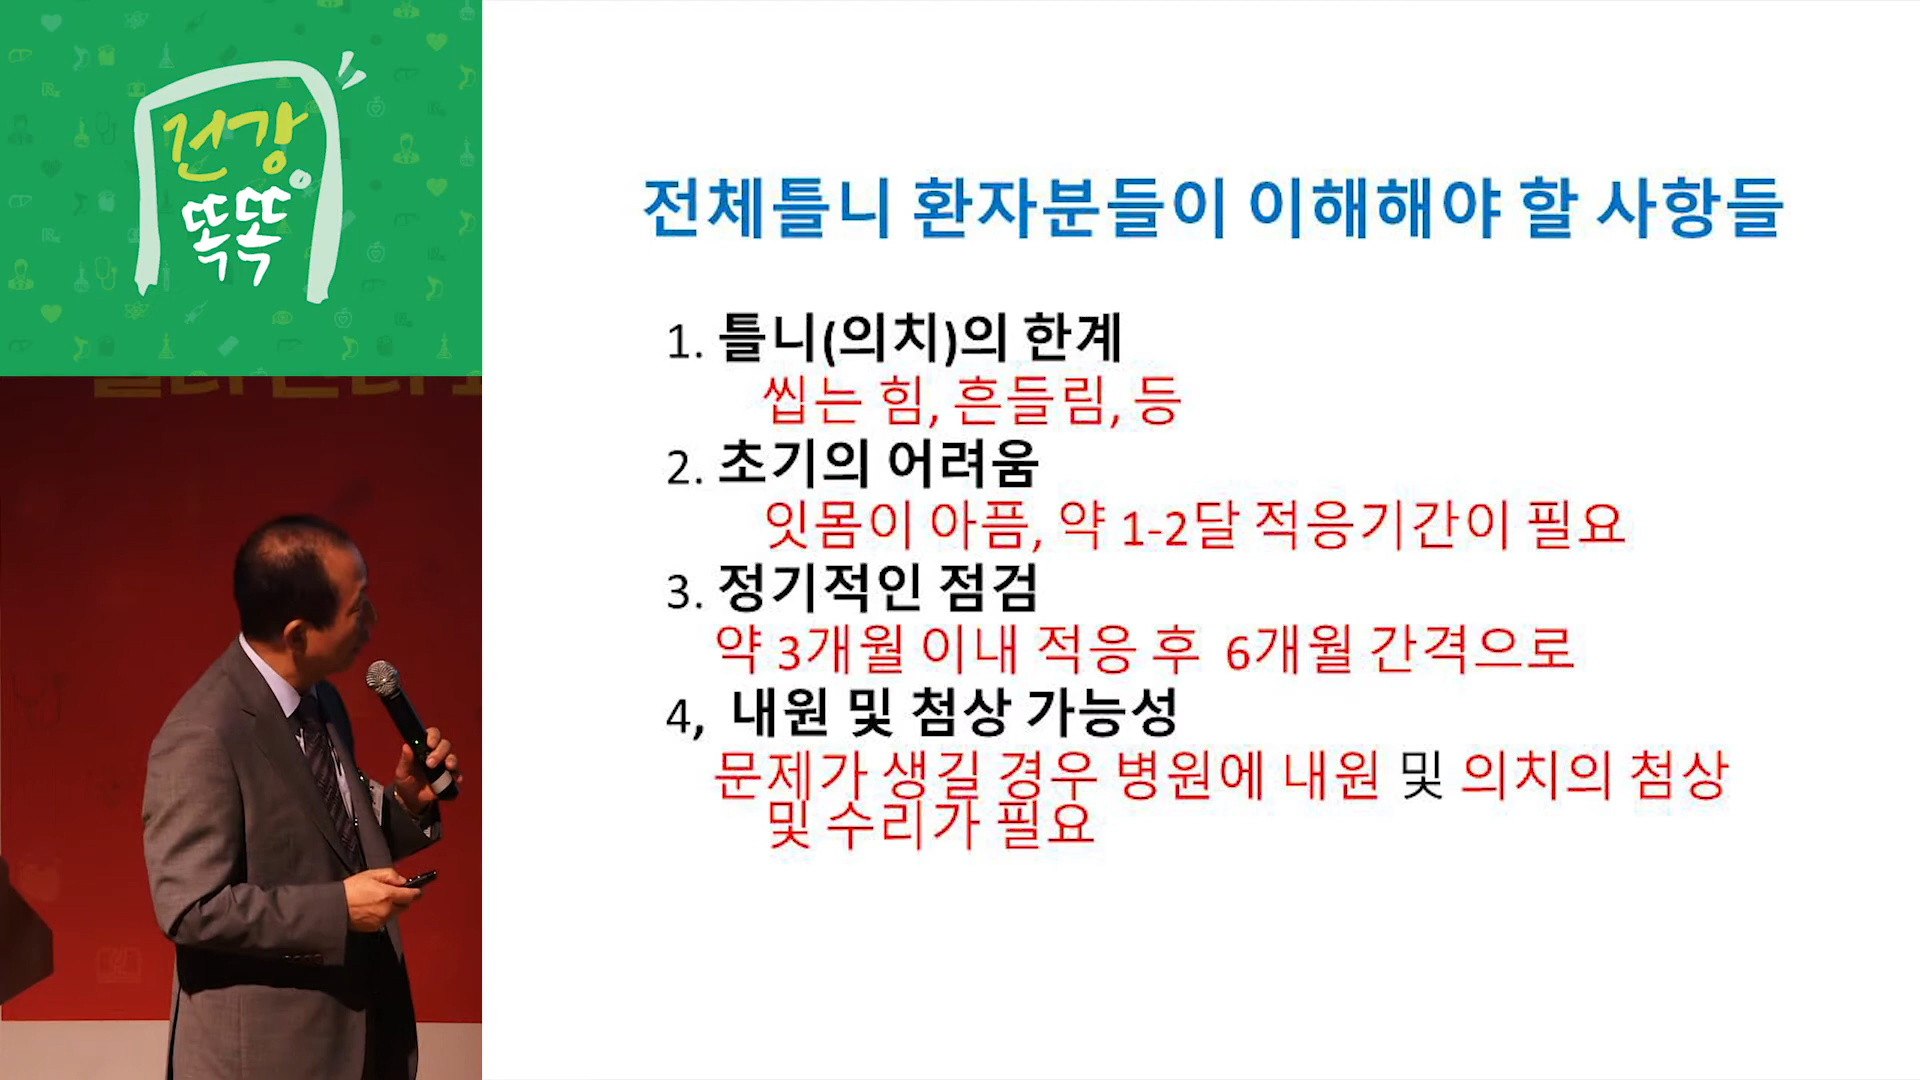 건강
똑똑
전체틀니 환자분들이 이해해야 할 사항들
1. 틀니(의치)의 한계
씹는 힘, 흔들림, 등
2. 초기의 어려움
잇몸이 아픔, 약 1-2달 적응기간이 필요
3. 정기적인 점검
약 3개월 이내 적응 후 6개월 간격으로
4, 내원 및 첨상 가능성
문제가 생길 경우 병원에 내원 및 의치의 첨상
및 수리가 필요